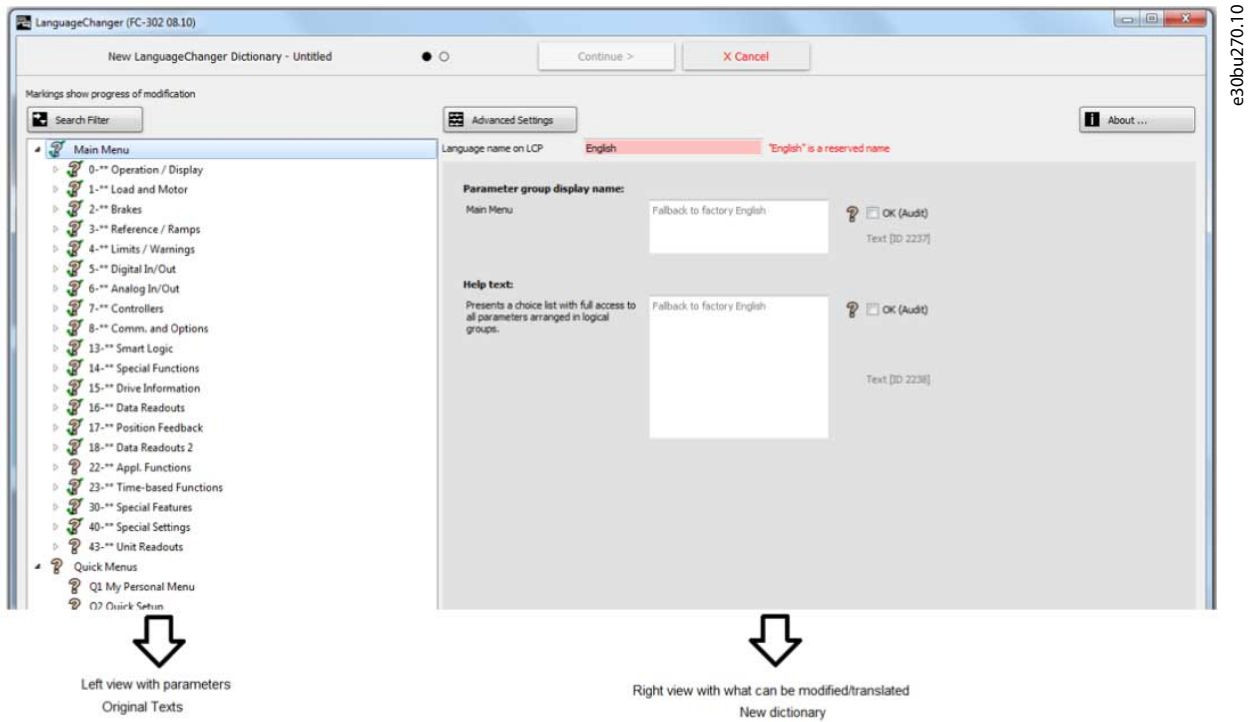 LanguageChanger (FC-302 08.10)
New LanguageChanger Dictionary - Untitled
Continue >
X Cancel
e30bu270.10
Markings show progress of modification
Search Filter
Advanced Settings
About ...
Language name on LCP
English
"English" is a reserved name
Main Menu
0-** Operation / Display
1-** Load and Motor
2-** Brakes
3-** Reference / Ramps
4-** Limits / Warnings
5-** Digital In/Out
6-** Analog In/Out
7-** Controllers
8-** Comm. and Options
13-** Smart Logic
14-** Special Functions
15-** Drive Information
16-** Data Readouts
17-** Position Feedback
18-** Data Readouts 2
22-** Appl. Functions
23-** Time-based Functions
30-** Special Features
40-** Special Settings
43-** Unit Readouts
Quick Menus
Q1 My Personal Menu
Q2 Quick Setup
Parameter group display name:
Main Menu
Fallback to factory English
OK (Audit)
Text [ID 2237]
Help text:
Presents a choice list with full access to
all parameters arranged in logical
groups.
Fallback to factory English
OK (Audit)
Text [ID 2238]
Left view with parameters
Original Texts
Right view with what can be modified/translated
New dictionary